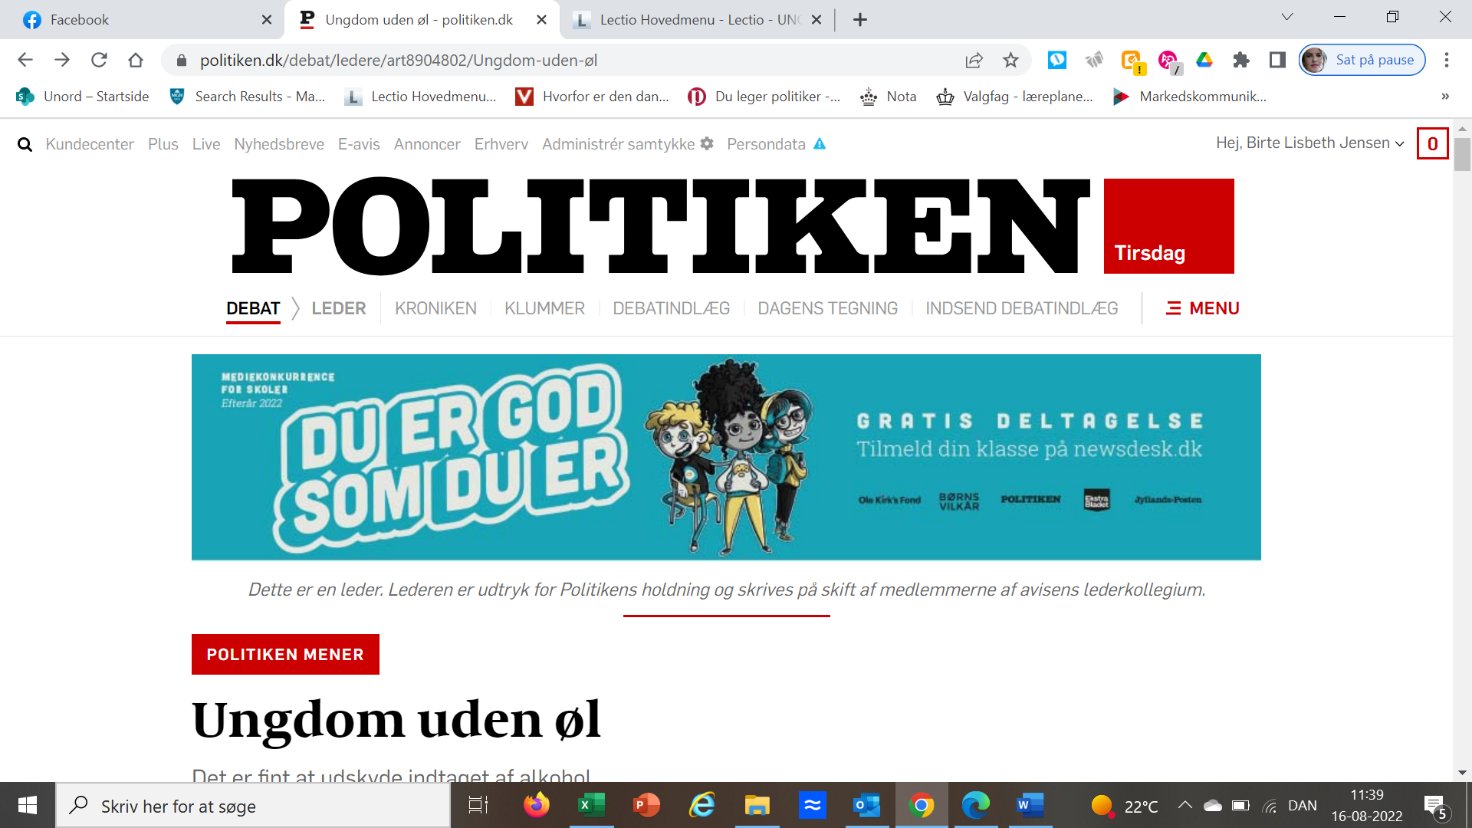 Facebook
Ungdom uden øl - politiken.dk
Lectio Hovedmenu - Lectio - UNO
politiken.dk/debat/ledere/art8904802/Ungdom-uden-øl
Sat på pause
Unord – Startside
Search Results - Ma...
Lectio Hovedmenu...
Hvorfor er den dan...
Du leger politiker -...
Nota
Valgfag - læreplane...
Markedskommunik...
»
Kundecenter Plus Live Nyhedsbreve E-avis Annoncer Erhverv Administrér samtykke Persondata
Hej, Birte Lisbeth Jensen
0
POLITIKEN
Tirsdag
DEBAT LEDER KRONIKEN KLUMMER DEBATINDLÆG DAGENS TEGNING INDSEND DEBATINDLÆG MENU
MEDIEKONKURRENCE
FOR SKOLER
Efterår 2022
DU ER GOD
SOM DU ER
GRATIS DELTAGELSE
Tilmeld din klasse på newsdesk.dk
Ole Kirk's Fond
BØRNS
VILKÅR
POLITIKEN
Ekstra
Bladet
Jyllands-Posten
Dette er en leder. Lederen er udtryk for Politikens holdning og skrives på skift af medlemmerne af avisens lederkollegium.
POLITIKEN MENER
Ungdom uden øl
Det er fint at udskyde indtaget af alkohol
Skriv her for at søge
22°C
DAN
11:39
16-08-2022
5